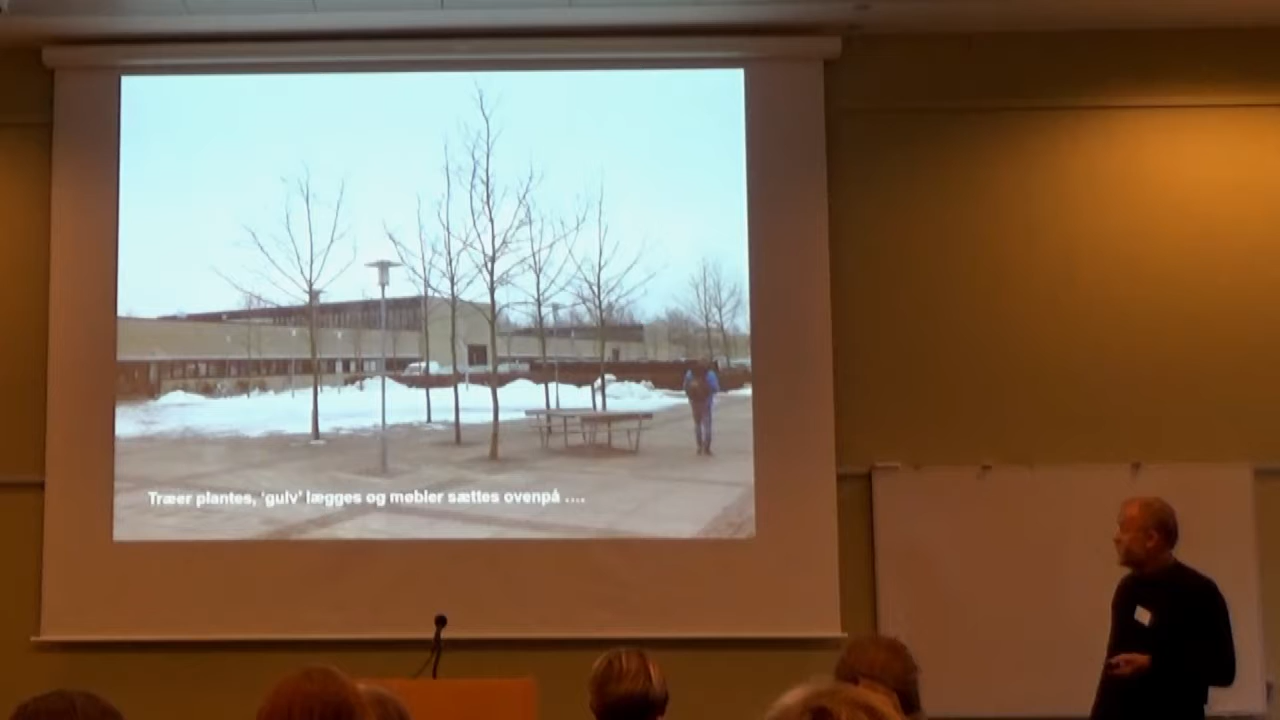 Træer plantes, ‘gulv’ lægges og møbler sættes ovenpå ....